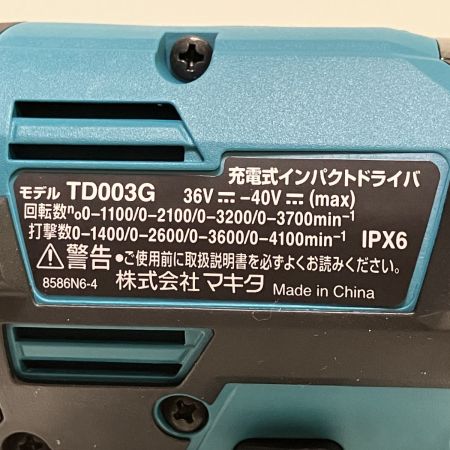 充電式インパクトドライバ
モデル TD003G 36V⎓ -40V⎓ (max)
回転数n₀0-1100/0-2100/0-3200/0-3700min⁻¹
打撃数0-1400/0-2600/0-3600/0-4100min⁻¹ IPX6
⚠警告 •ご使用前に取扱説明書を必ずよくお読みください。
8586N6-4 株式会社マキタ Made in China